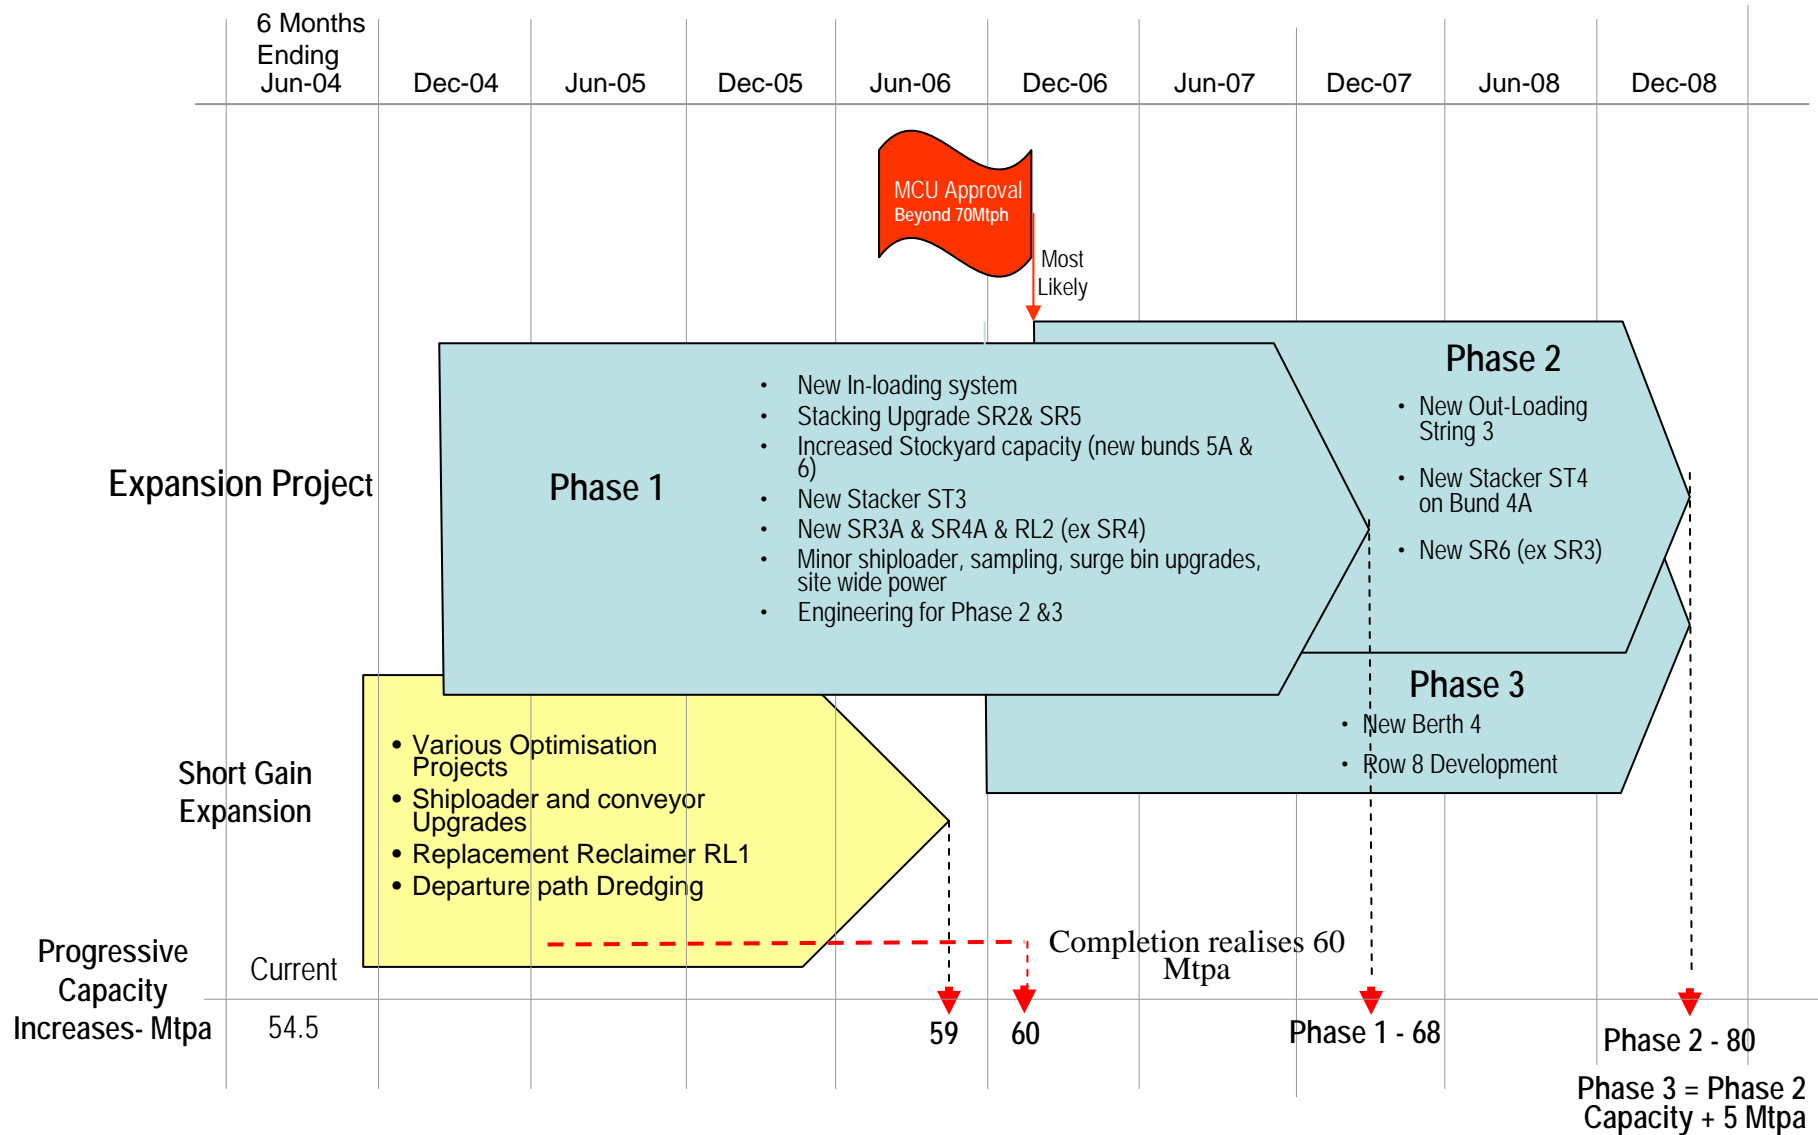 6 Months
Ending
Jun-04 Dec-04 Jun-05 Dec-05 Jun-06 Dec-06 Jun-07 Dec-07 Jun-08 Dec-08
MCU Approval
Beyond 70Mtph
Most
Likely
Expansion Project
Phase 1
• New In-loading system
• Stacking Upgrade SR2& SR5
• Increased Stockyard capacity (new bunds 5A &
6)
• New Stacker ST3
• New SR3A & SR4A & RL2 (ex SR4)
• Minor shiploader, sampling, surge bin upgrades,
site wide power
• Engineering for Phase 2 &3
Phase 2
• New Out-Loading
String 3
• New Stacker ST4
on Bund 4A
• New SR6 (ex SR3)
Phase 3
• New Berth 4
• Row 8 Development
Short Gain
Expansion
• Various Optimisation
Projects
• Shiploader and conveyor
Upgrades
• Replacement Reclaimer RL1
• Departure path Dredging
Completion realises 60
Mtpa
Progressive
Capacity
Increases- Mtpa
Current
54.5
59
60
Phase 1 - 68
Phase 2 - 80
Phase 3 = Phase 2
Capacity + 5 Mtpa